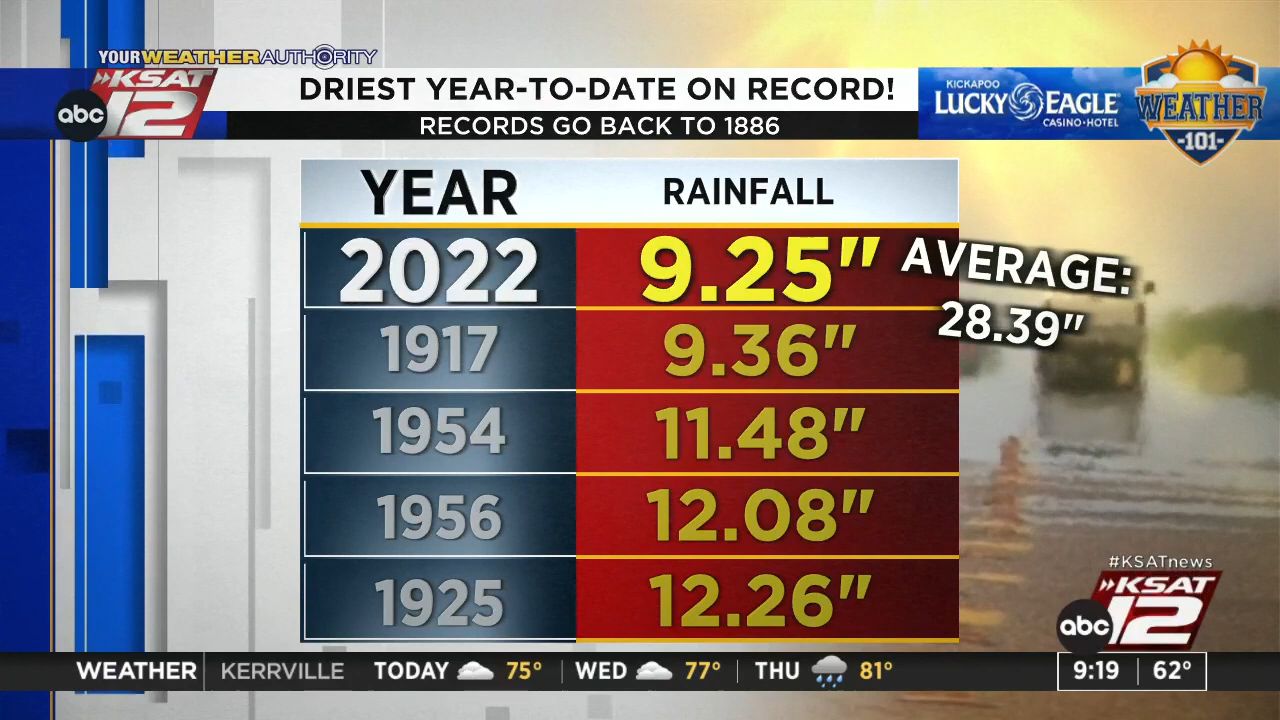 YOURWEATHERAUTHORITY
KSAT
abc 12
DRIEST YEAR-TO-DATE ON RECORD!
RECORDS GO BACK TO 1886
KICKAPOO
LUCKY EAGLE
CASINO • HOTEL
WEATHER
-101-
YEAR RAINFALL
2022 9.25"
AVERAGE:
28.39"
1917 9.36"
1954 11.48"
1956 12.08"
1925 12.26"
#KSATnews
KSAT
abc 12
WEATHER KERRVILLE TODAY 75° WED 77° THU 81° 9:19 62°